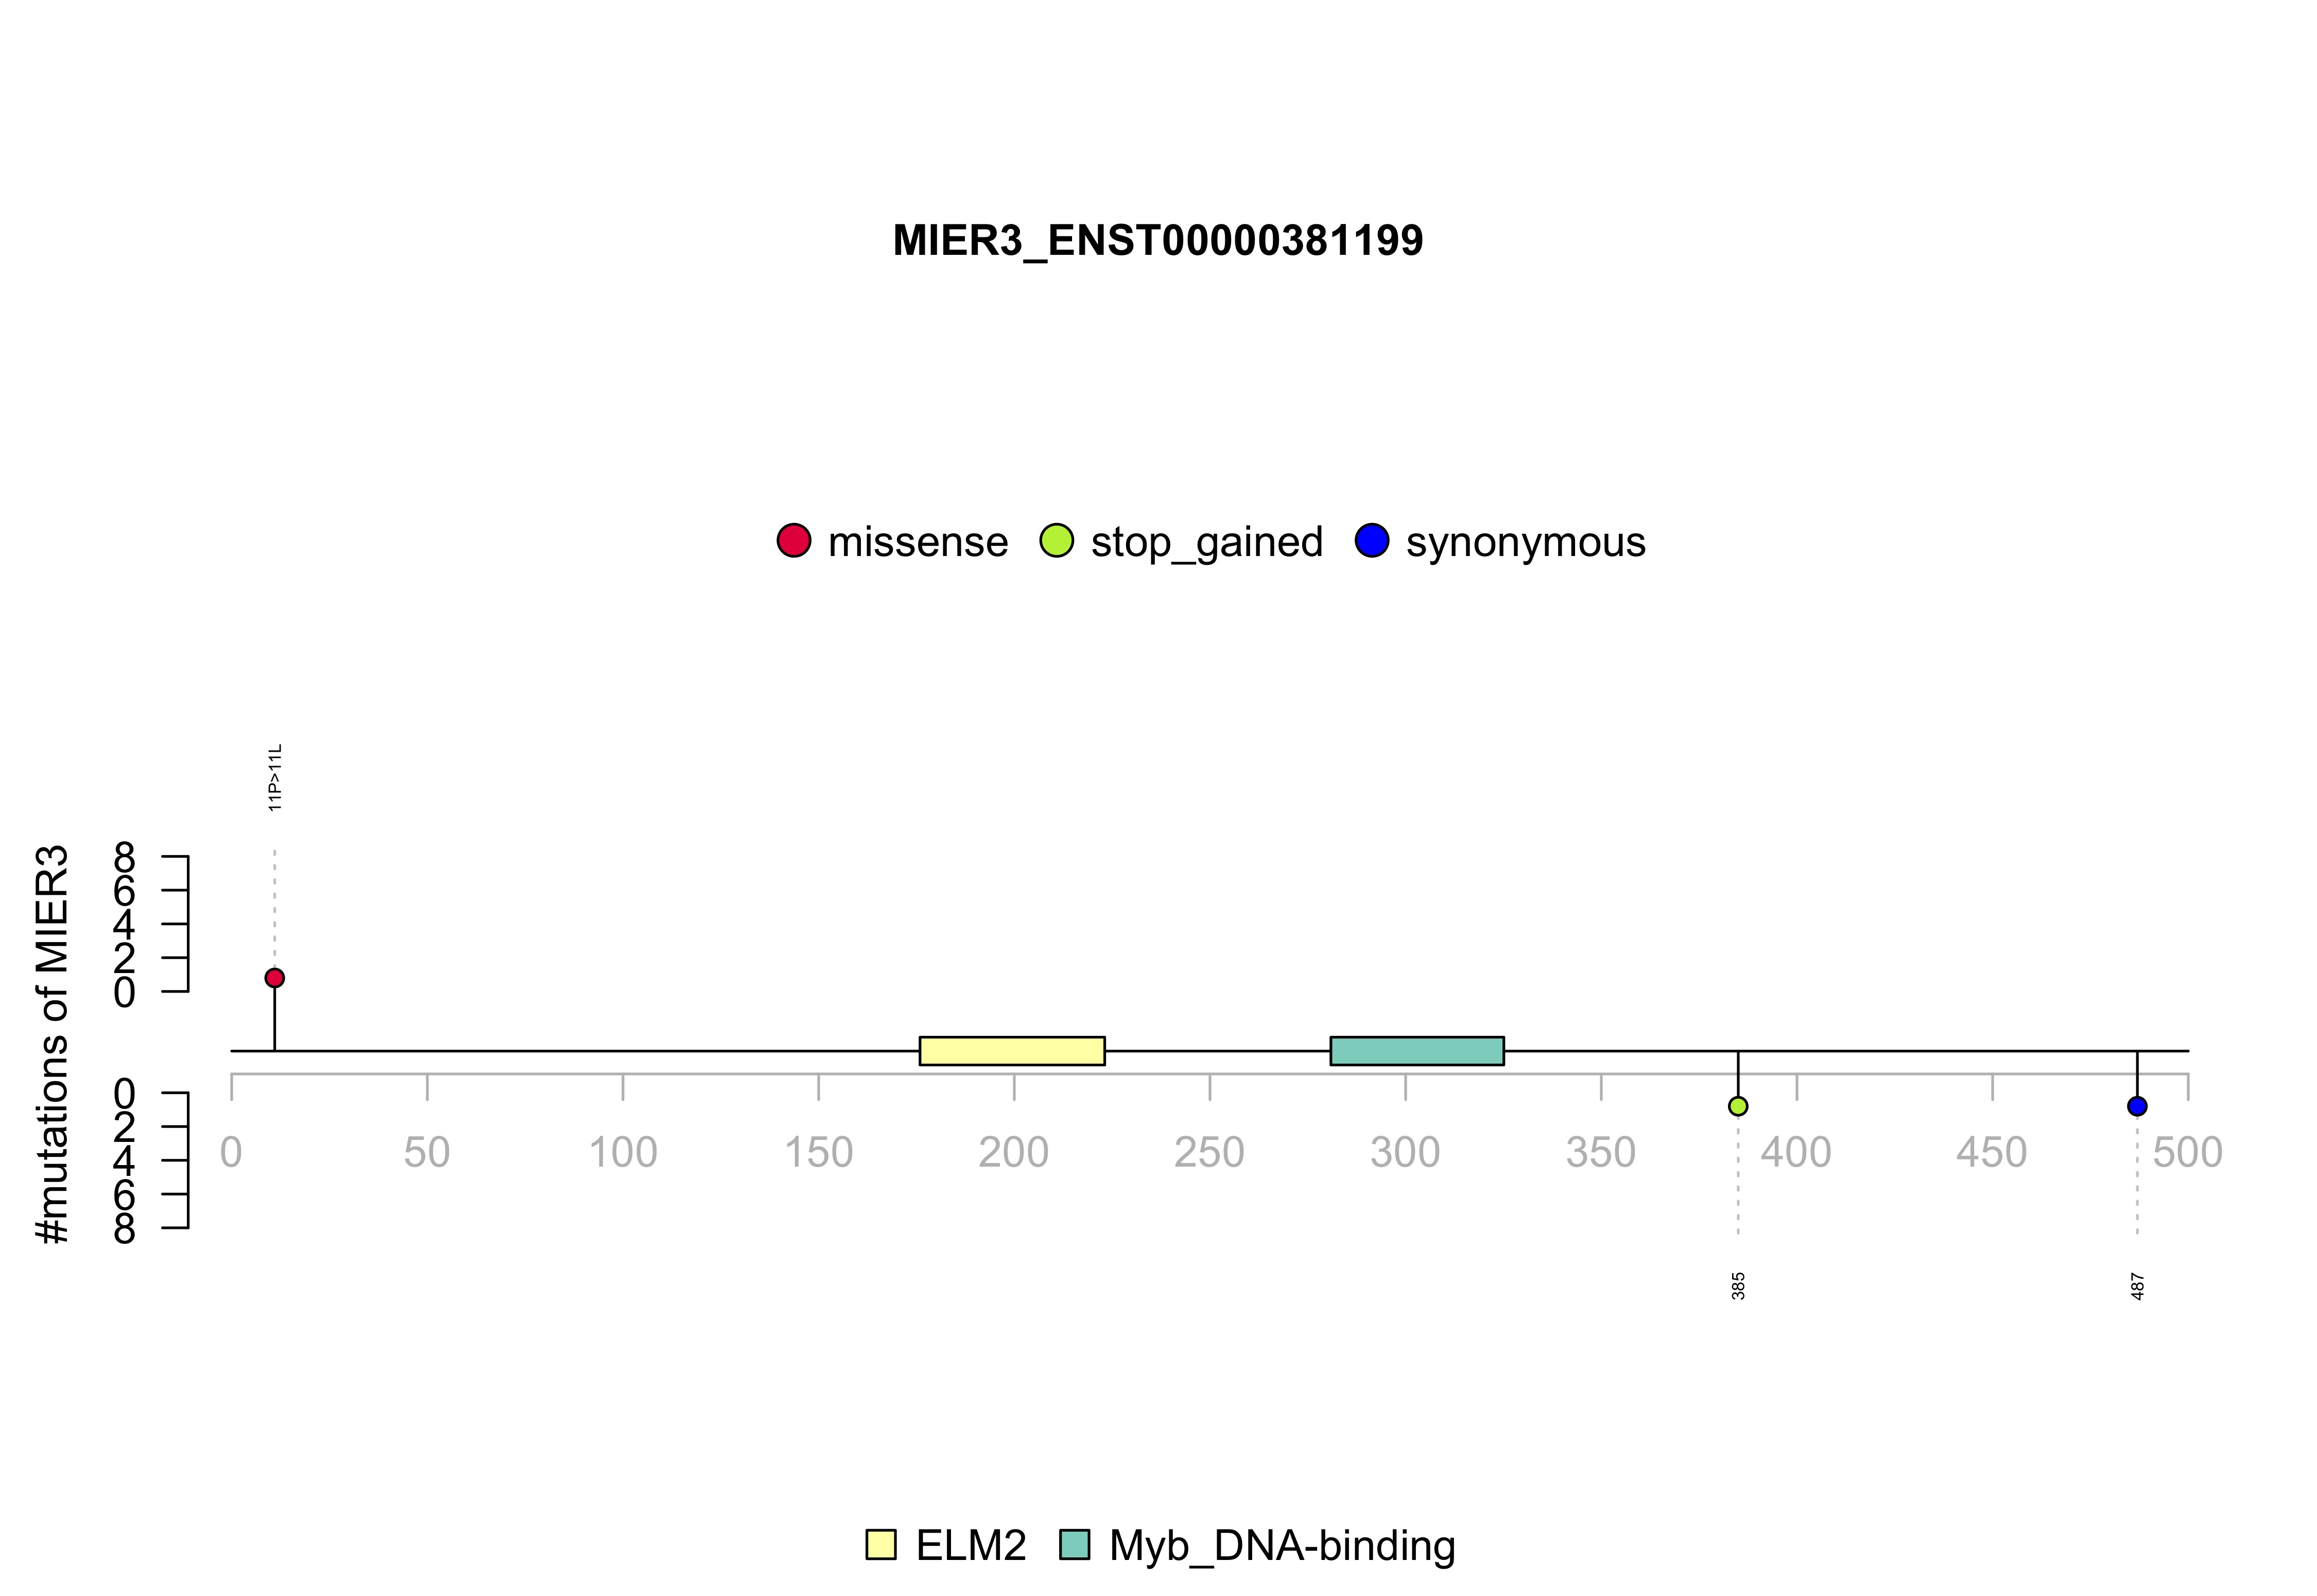 MIER3_ENST00000381199
missense stop_gained synonymous
11P>11L
#mutations of MIER3
8
6
4
2
0
0
2
4
6
8
0 50 100 150 200 250 300 350 400 450 500
385 487
ELM2 Myb_DNA-binding